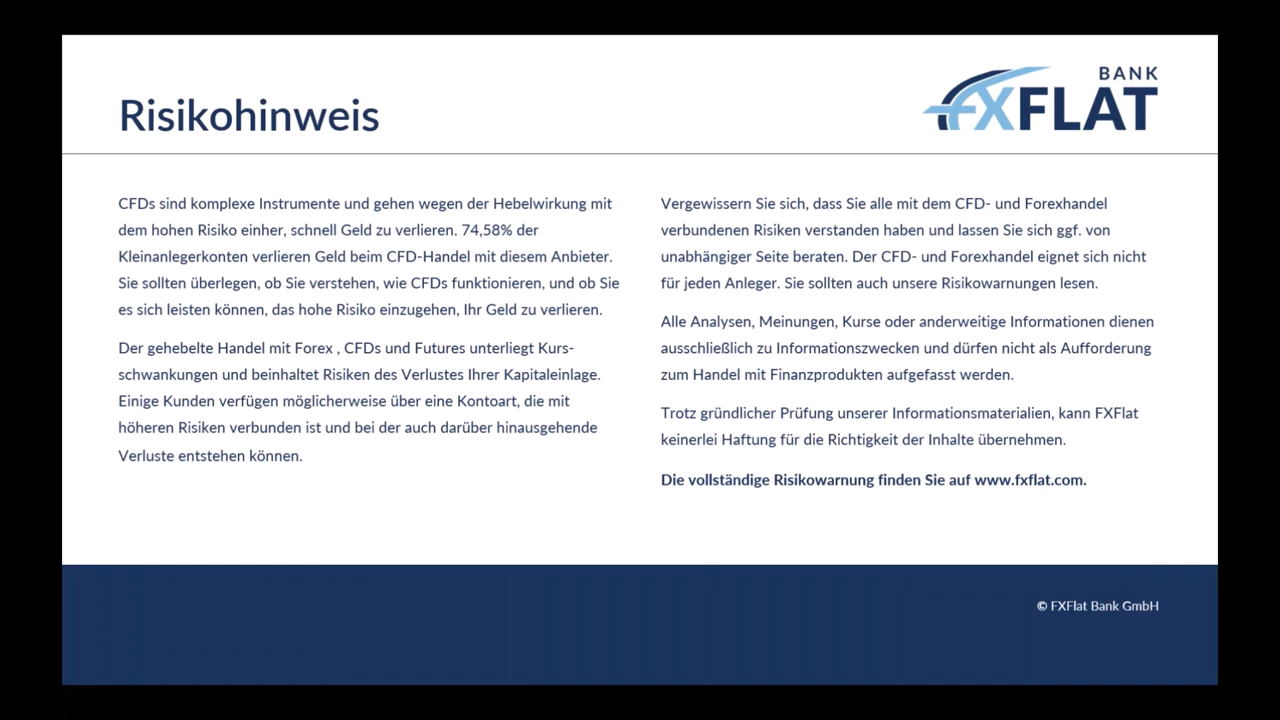 Risikohinweis
BANK
FXFLAT
CFDs sind komplexe Instrumente und gehen wegen der Hebelwirkung mit
dem hohen Risiko einher, schnell Geld zu verlieren. 74,58% der
Kleinanlegerkonten verlieren Geld beim CFD-Handel mit diesem Anbieter.
Sie sollten überlegen, ob Sie verstehen, wie CFDs funktionieren, und ob Sie
es sich leisten können, das hohe Risiko einzugehen, Ihr Geld zu verlieren.
Der gehebelte Handel mit Forex , CFDs und Futures unterliegt Kurs-
schwankungen und beinhaltet Risiken des Verlustes Ihrer Kapitaleinlage.
Einige Kunden verfügen möglicherweise über eine Kontoart, die mit
höheren Risiken verbunden ist und bei der auch darüber hinausgehende
Verluste entstehen können.
Vergewissern Sie sich, dass Sie alle mit dem CFD- und Forexhandel
verbundenen Risiken verstanden haben und lassen Sie sich ggf. von
unabhängiger Seite beraten. Der CFD- und Forexhandel eignet sich nicht
für jeden Anleger. Sie sollten auch unsere Risikowarnungen lesen.
Alle Analysen, Meinungen, Kurse oder anderweitige Informationen dienen
ausschließlich zu Informationszwecken und dürfen nicht als Aufforderung
zum Handel mit Finanzprodukten aufgefasst werden.
Trotz gründlicher Prüfung unserer Informationsmaterialien, kann FXFlat
keinerlei Haftung für die Richtigkeit der Inhalte übernehmen.
Die vollständige Risikowarnung finden Sie auf www.fxflat.com.
© FXFlat Bank GmbH